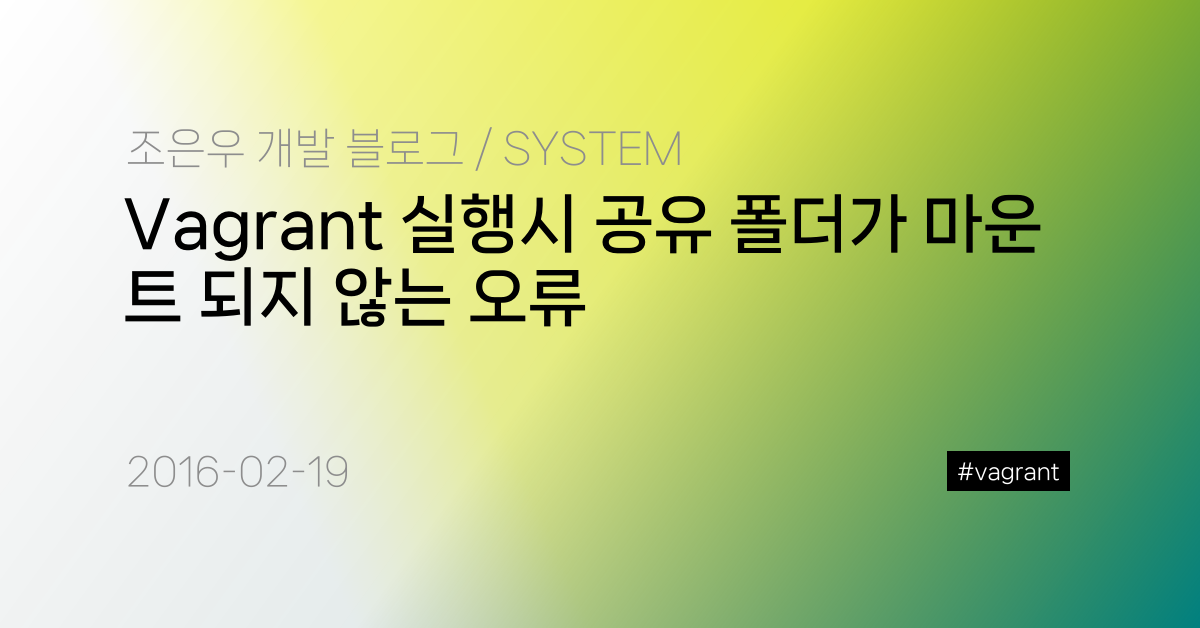 조은우 개발 블로그 / SYSTEM
Vagrant 실행시 공유 폴더가 마운
트 되지 않는 오류
2016-02-19
#vagrant